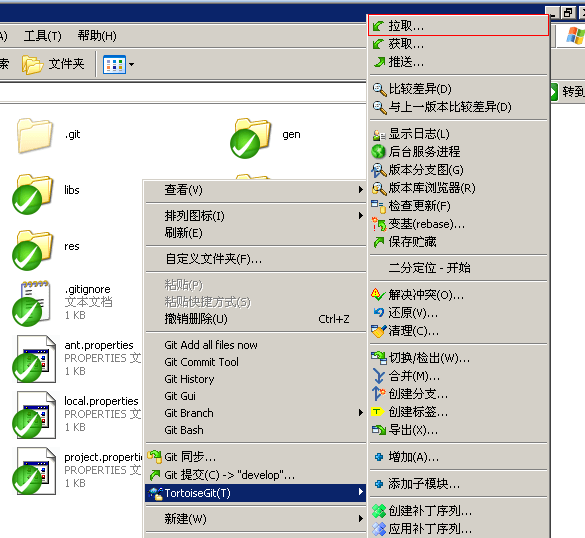 A)
工具(T)
帮助(H)
索
文件夹
转到
.git
gen
libs
res
.gitignore
文本文档
1 KB
ant.properties
PROPERTIES 文
1 KB
local.properties
PROPERTIES 文
1 KB
project.properti
PROPERTIES 文
1 KB
查看(V)
排列图标(I)
刷新(E)
自定义文件夹(F)...
粘贴(P)
粘贴快捷方式(S)
撤销删除(U)
Ctrl+Z
Git Add all files now
Git Commit Tool
Git History
Git Gui
Git Branch
Git Bash
Git 同步...
Git 提交(C) -> "develop"...
TortoiseGit(T)
新建(W)
拉取...
获取...
推送...
比较差异(D)
与上一版本比较差异(D)
显示日志(L)
后台服务进程
版本分支图(G)
版本库浏览器(R)
检查更新(F)
变基(rebase)...
保存贮藏
二分定位 - 开始
解决冲突(O)...
还原(V)...
清理(C)...
切换/检出(W)...
合并(M)...
创建分支...
创建标签...
导出(X)...
增加(A)...
添加子模块...
创建补丁序列...
应用补丁序列...